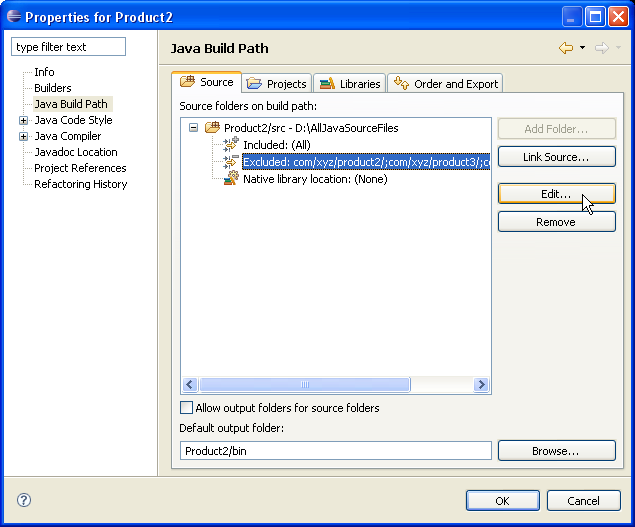 Properties for Product2
type filter text
Info
Builders
Java Build Path
Java Code Style
Java Compiler
Javadoc Location
Project References
Refactoring History
Java Build Path
Source
Projects
Libraries
Order and Export
Source folders on build path:
Product2/src - D:\AllJavaSourceFiles
Included: (All)
Excluded: com/xyz/product2/;com/xyz/product3/;c
Native library location: (None)
Add Folder...
Link Source...
Edit...
Remove
Allow output folders for source folders
Default output folder:
Product2/bin
Browse...
OK
Cancel